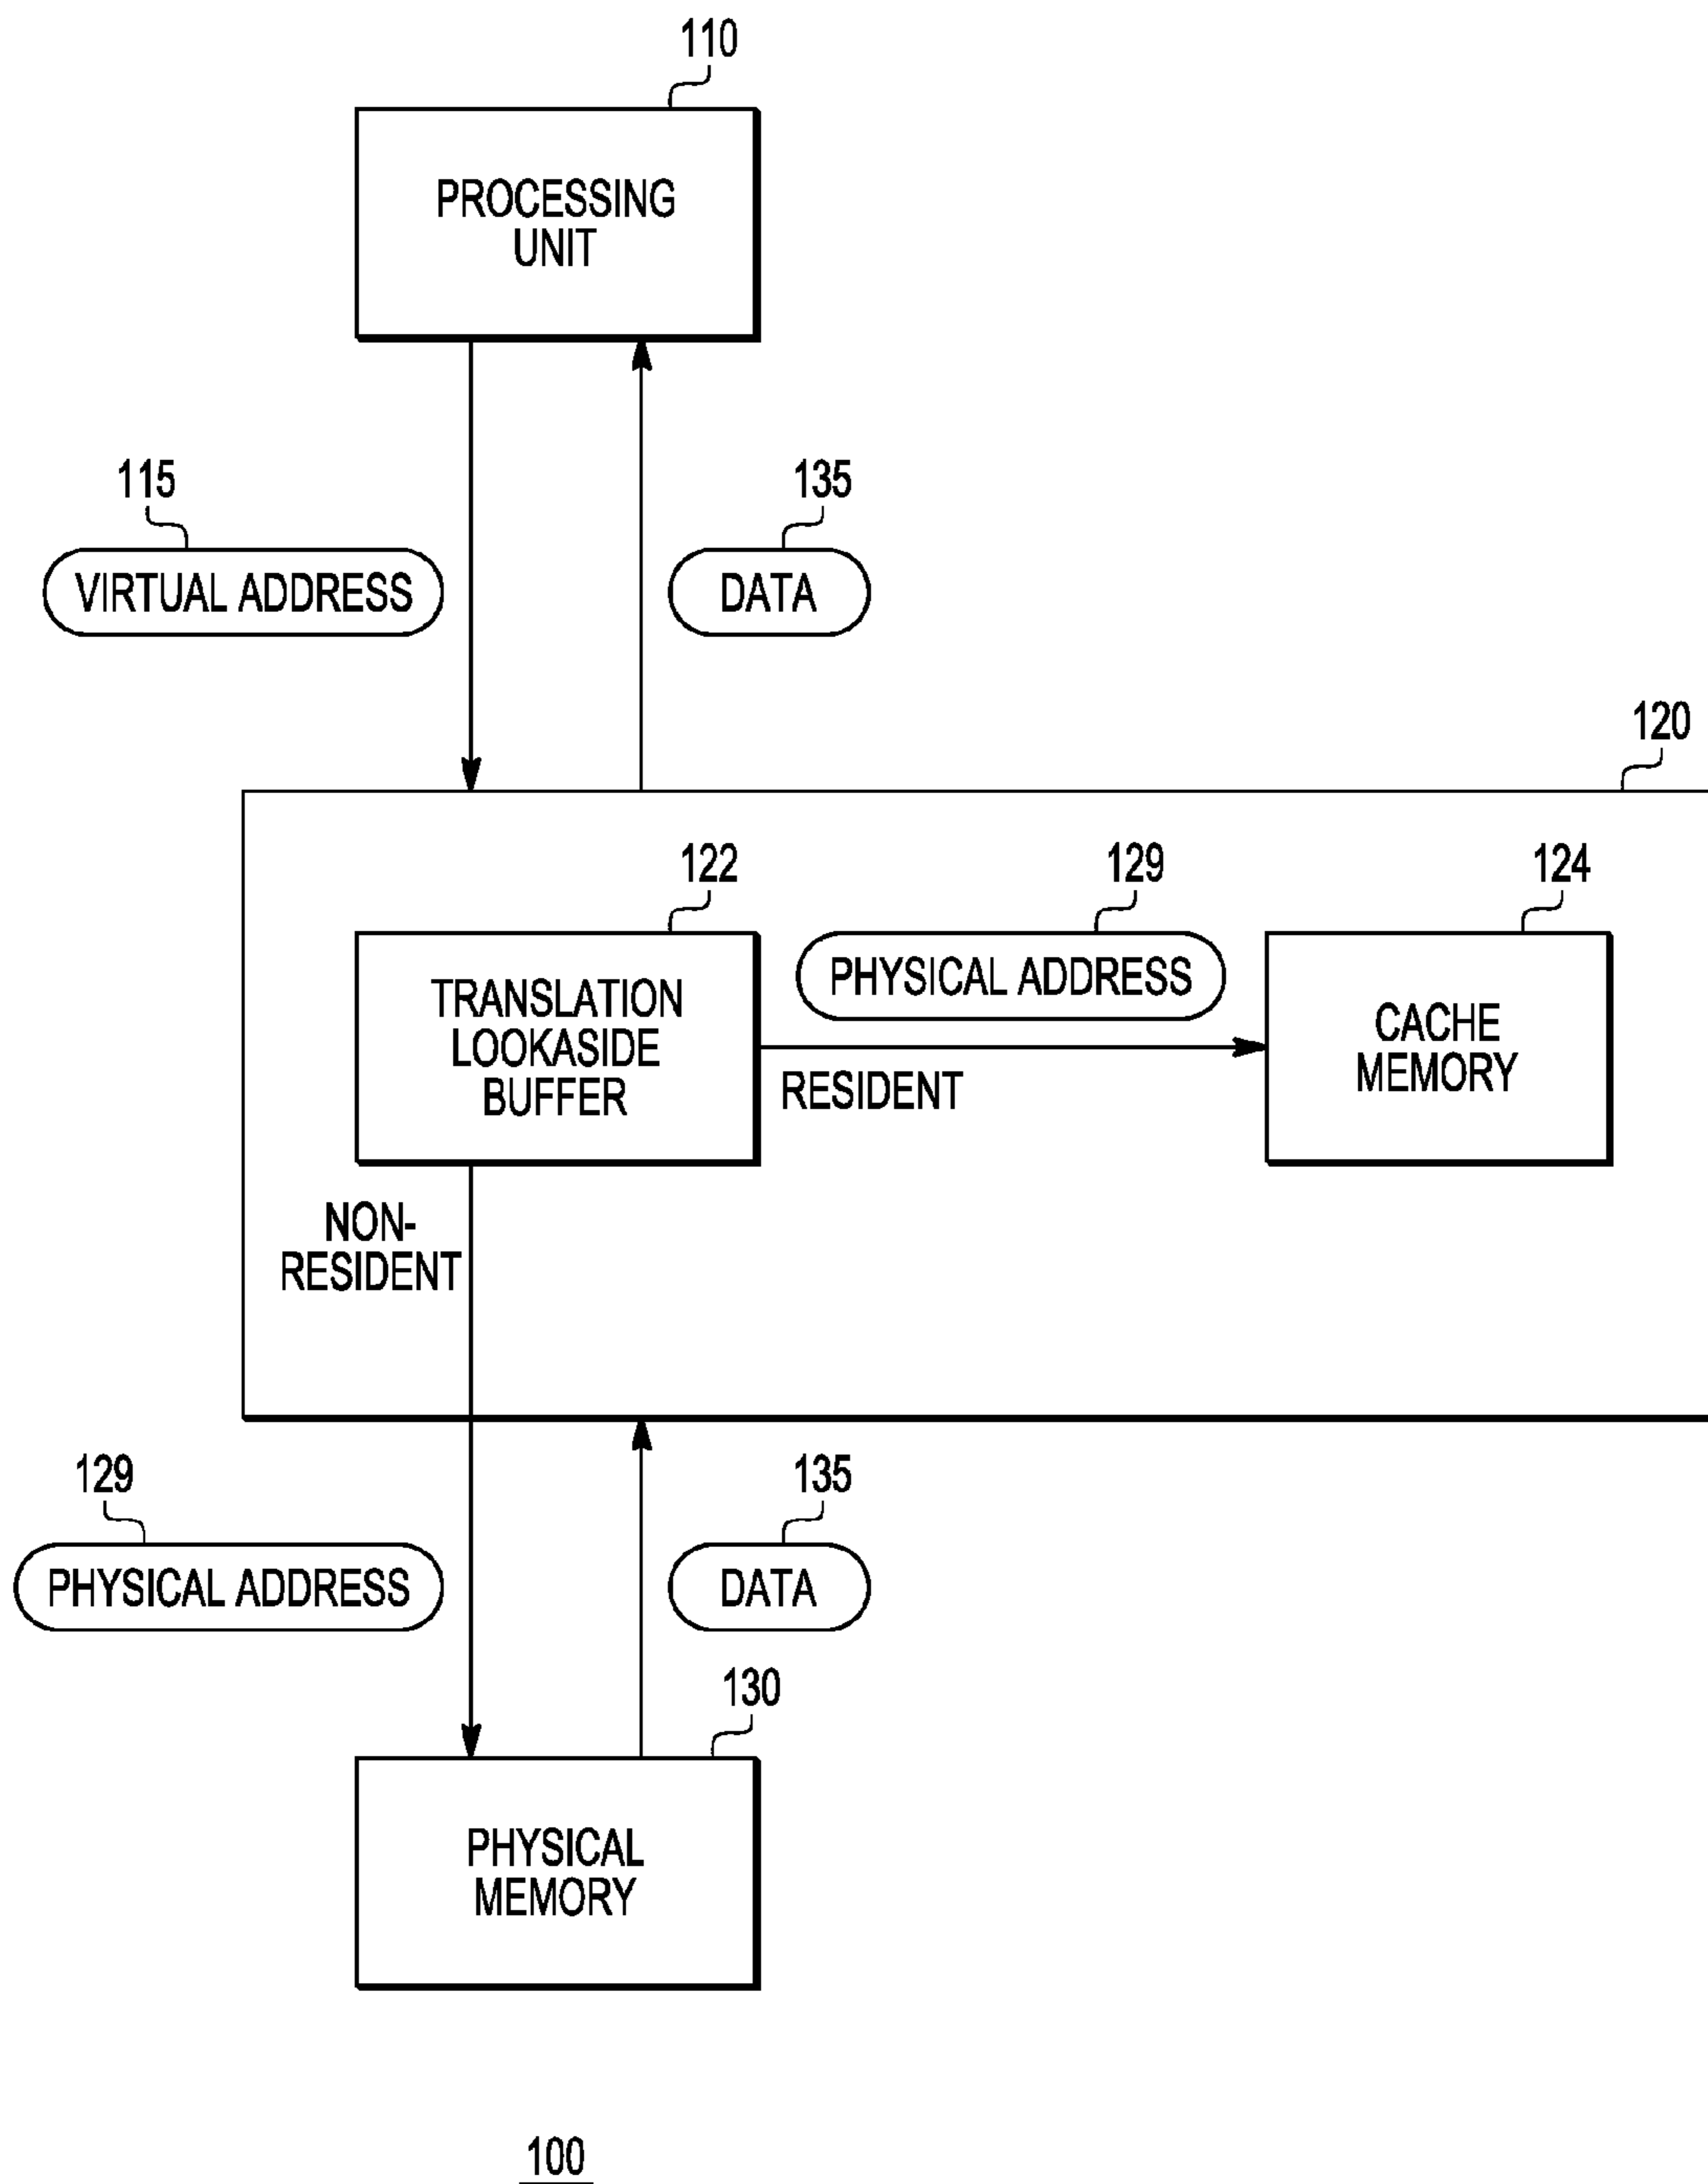 110
PROCESSING
UNIT
115
VIRTUAL ADDRESS
135
DATA
120
122
TRANSLATION
LOOKASIDE
BUFFER
129
PHYSICAL ADDRESS
RESIDENT
124
CACHE
MEMORY
NON-
RESIDENT
129
PHYSICAL ADDRESS
135
DATA
130
PHYSICAL
MEMORY
100